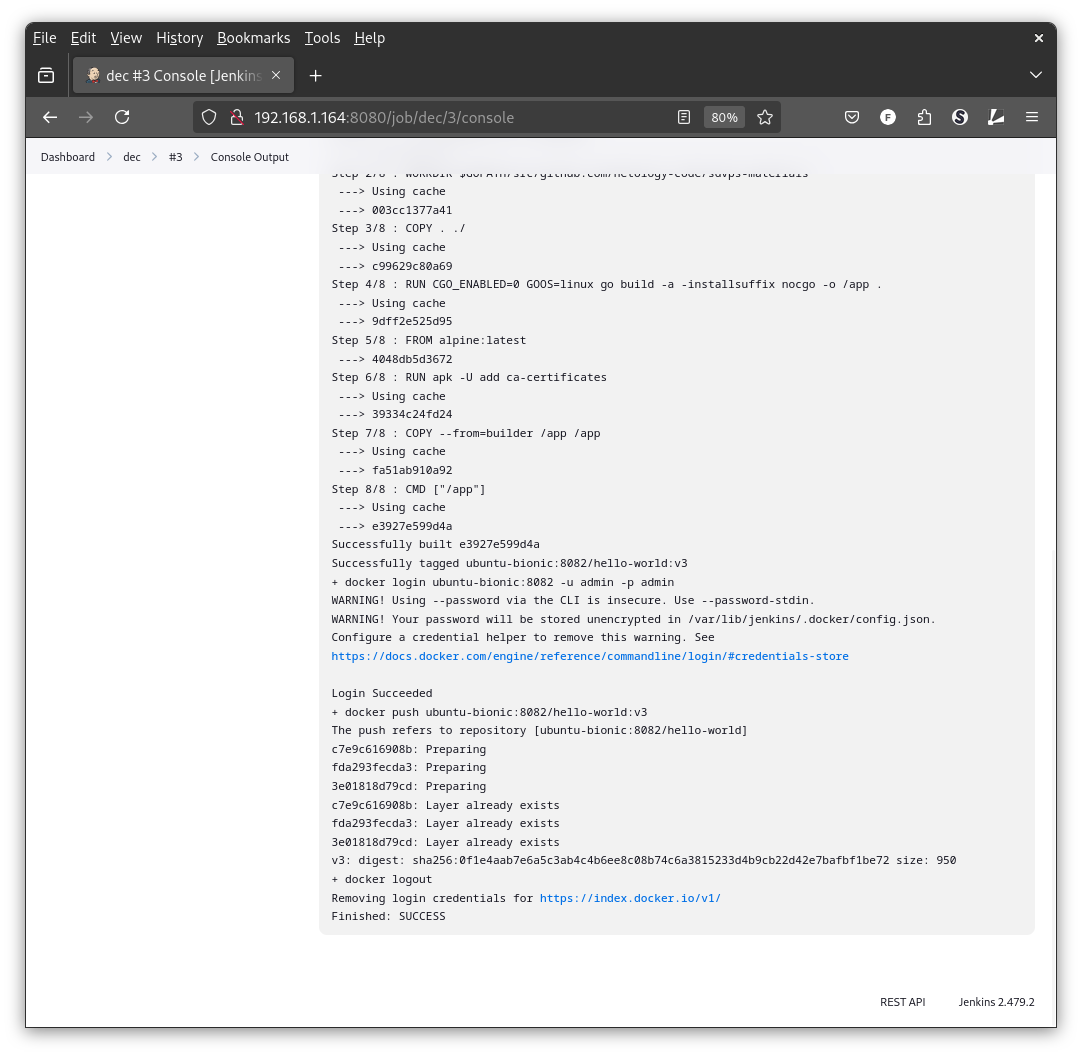 File Edit View History Bookmarks Tools Help
dec #3 Console [Jenkins
192.168.1.164:8080/job/dec/3/console 80%
Dashboard dec #3 Console Output
Step 2/8 : WORKDIR $GOPATH/src/github.com/netology-code/sdvps-materials
---> Using cache
---> 003cc1377a41
Step 3/8 : COPY . ./
---> Using cache
---> c99629c80a69
Step 4/8 : RUN CGO_ENABLED=0 GOOS=linux go build -a -installsuffix nocgo -o /app .
---> Using cache
---> 9dff2e525d95
Step 5/8 : FROM alpine:latest
---> 4048db5d3672
Step 6/8 : RUN apk -U add ca-certificates
---> Using cache
---> 39334c24fd24
Step 7/8 : COPY --from=builder /app /app
---> Using cache
---> fa51ab910a92
Step 8/8 : CMD ["/app"]
---> Using cache
---> e3927e599d4a
Successfully built e3927e599d4a
Successfully tagged ubuntu-bionic:8082/hello-world:v3
+ docker login ubuntu-bionic:8082 -u admin -p admin
WARNING! Using --password via the CLI is insecure. Use --password-stdin.
WARNING! Your password will be stored unencrypted in /var/lib/jenkins/.docker/config.json.
Configure a credential helper to remove this warning. See
https://docs.docker.com/engine/reference/commandline/login/#credentials-store
Login Succeeded
+ docker push ubuntu-bionic:8082/hello-world:v3
The push refers to repository [ubuntu-bionic:8082/hello-world]
c7e9c616908b: Preparing
fda293fecda3: Preparing
3e01818d79cd: Preparing
c7e9c616908b: Layer already exists
fda293fecda3: Layer already exists
3e01818d79cd: Layer already exists
v3: digest: sha256:0f1e4aab7e6a5c3ab4c4b6ee8c08b74c6a3815233d4b9cb22d42e7bafbf1be72 size: 950
+ docker logout
Removing login credentials for https://index.docker.io/v1/
Finished: SUCCESS
REST API Jenkins 2.479.2